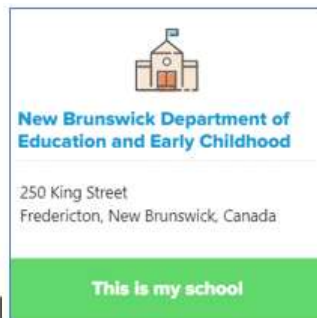 New Brunswick Department of
Education and Early Childhood
250 King Street
Fredericton, New Brunswick, Canada
This is my school